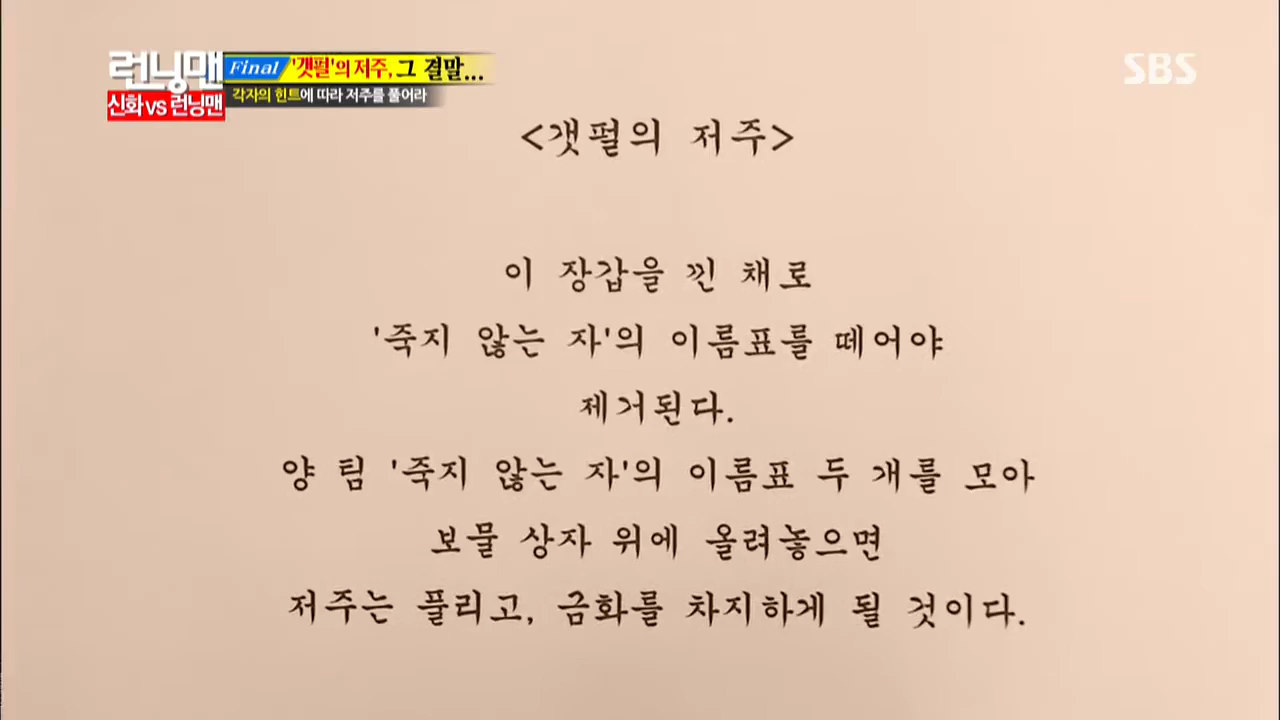 런닝맨
신화 vs 런닝맨
Final '갯펄'의 저주, 그 결말...
각자의 힌트에 따라 저주를 풀어라
SBS
<갯펄의 저주>
이 장갑을 낀 채로
'죽지 않는 자'의 이름표를 떼어야
제거된다.
양 팀 '죽지 않는 자'의 이름표 두 개를 모아
보물 상자 위에 올려놓으면
저주는 풀리고, 금화를 차지하게 될 것이다.